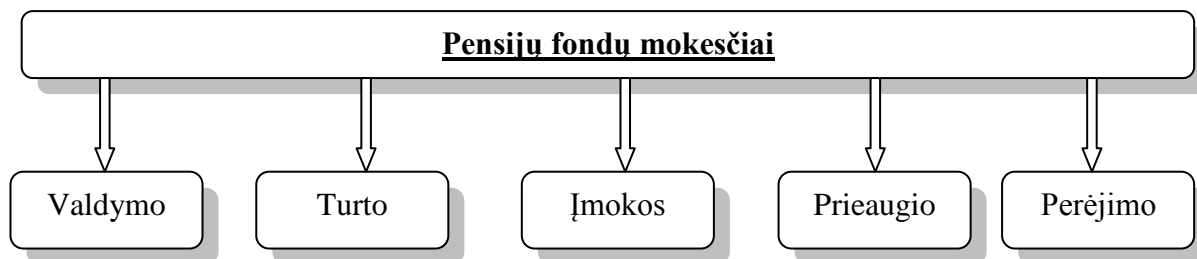 Pensijų fondų mokesčiai
Valdymo
Turto
Įmokos
Prieaugio
Perėjimo